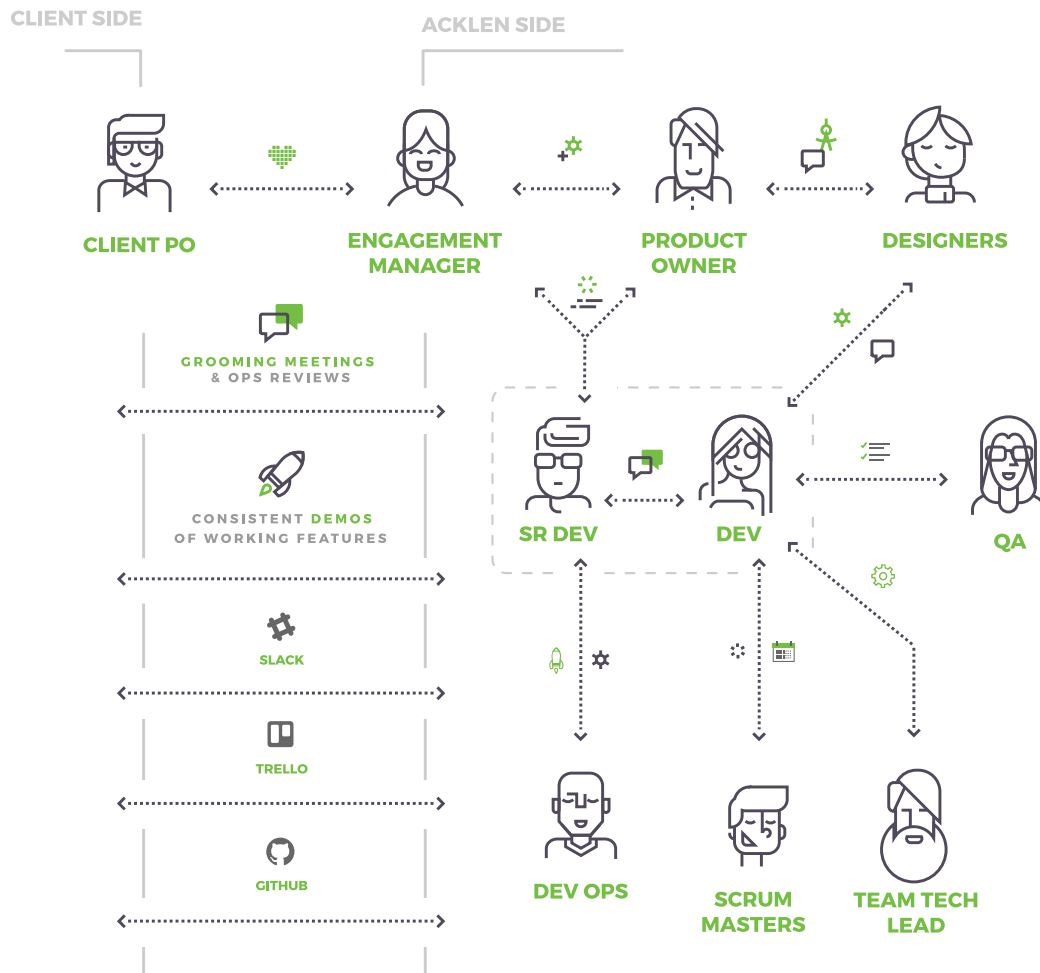 CLIENT SIDE
ACKLEN SIDE
CLIENT PO
ENGAGEMENT
MANAGER
PRODUCT
OWNER
DESIGNERS
GROOMING MEETINGS
& OPS REVIEWS
CONSISTENT DEMOS
OF WORKING FEATURES
SLACK
TRELLO
GITHUB
SR DEV
DEV
QA
DEV OPS
SCRUM
MASTERS
TEAM TECH
LEAD